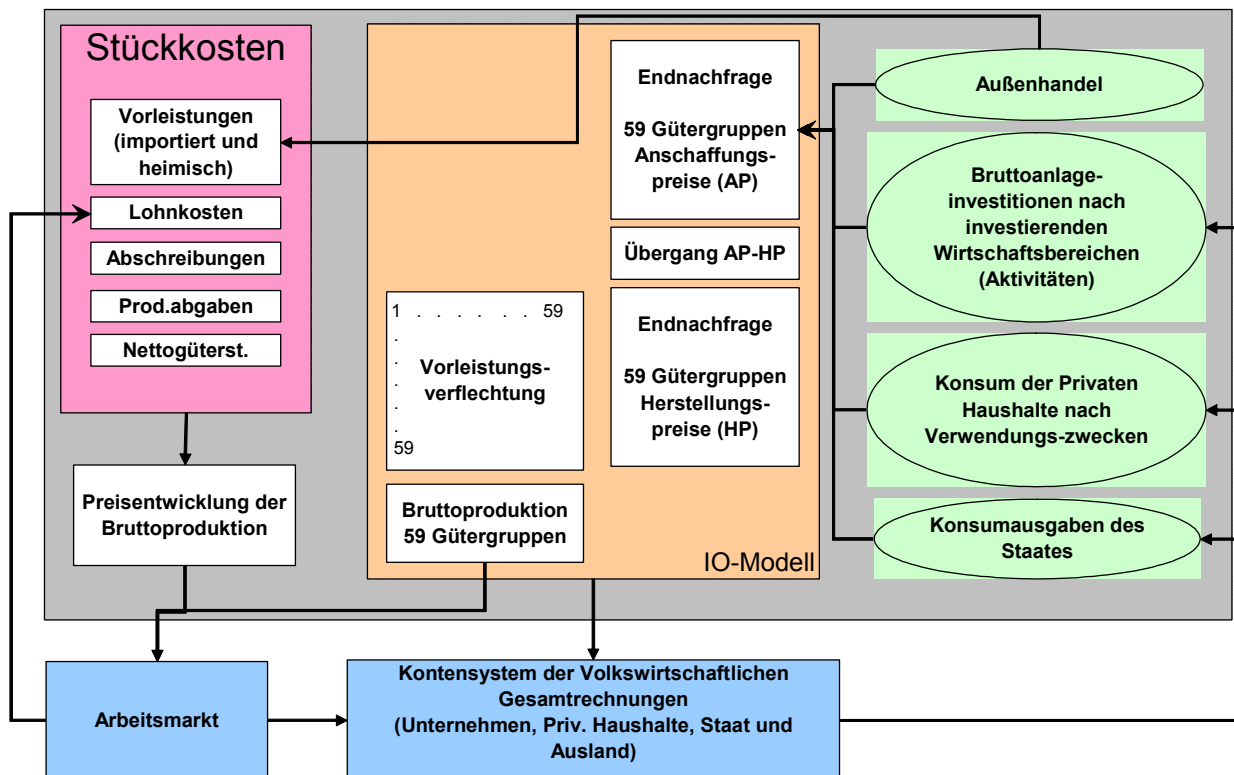 Stückkosten
Vorleistungen
(importiert und
heimisch)
Lohnkosten
Abschreibungen
Prod.abgaben
Nettogüterst.
Preisentwicklung der
Bruttoproduktion
Endnachfrage
59 Gütergruppen
Anschaffungs-
preise (AP)
Übergang AP-HP
Endnachfrage
59 Gütergruppen
Herstellungs-
preise (HP)
1 . . . . . . 59
.
.
.
.
.
59
Vorleistungs-
verflechtung
Bruttoproduktion
59 Gütergruppen
IO-Modell
Außenhandel
Bruttoanlage-
investitionen nach
investierenden
Wirtschaftsbereichen
(Aktivitäten)
Konsum der Privaten
Haushalte nach
Verwendungs-zwecken
Konsumausgaben des
Staates
Arbeitsmarkt
Kontensystem der Volkswirtschaftlichen
Gesamtrechnungen
(Unternehmen, Priv. Haushalte, Staat und
Ausland)